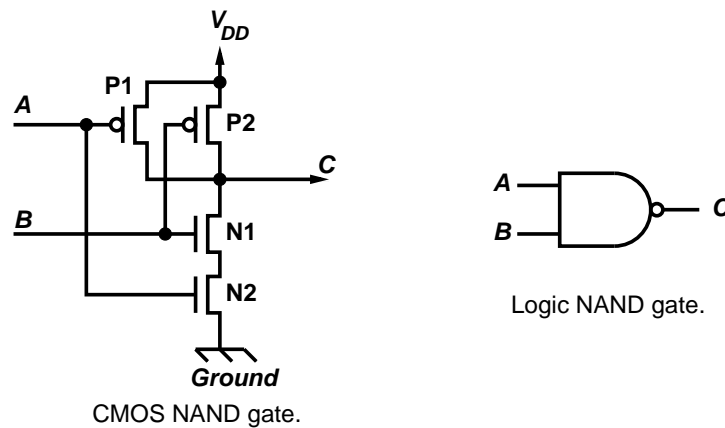 V_DD
P1
A
P2
C
B
N1
N2
Ground
CMOS NAND gate.
A
B
C
Logic NAND gate.